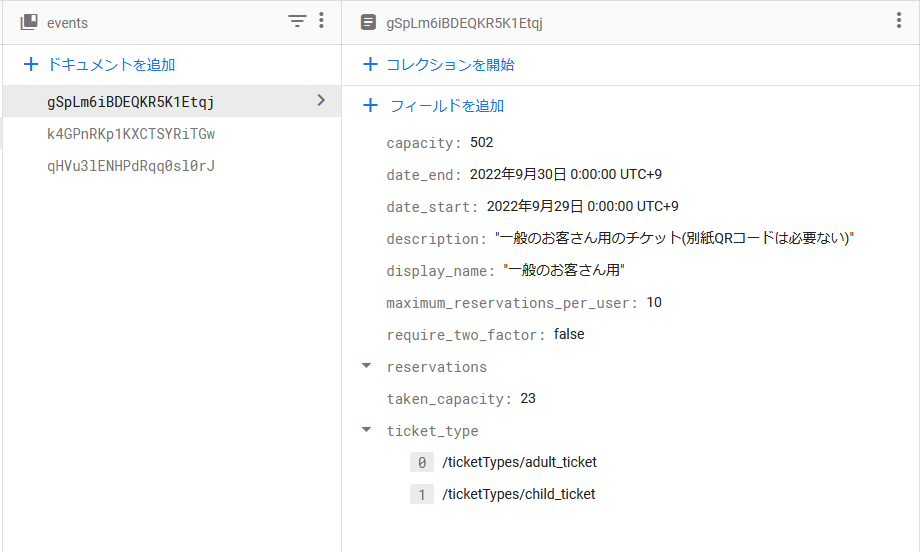 events
ドキュメントを追加
gSpLm6iBDEQKR5K1Etqj
k4GPnRKp1KXCTSYRiTGw
qHVu3lENHPdRqq0sl0rJ
gSpLm6iBDEQKR5K1Etqj
コレクションを開始
フィールドを追加
capacity: 502
date_end: 2022年9月30日 0:00:00 UTC+9
date_start: 2022年9月29日 0:00:00 UTC+9
description: "一般のお客さん用のチケット(別紙QRコードは必要ない)"
display_name: "一般のお客さん用"
maximum_reservations_per_user: 10
require_two_factor: false
reservations
taken_capacity: 23
ticket_type
0 /ticketTypes/adult_ticket
1 /ticketTypes/child_ticket